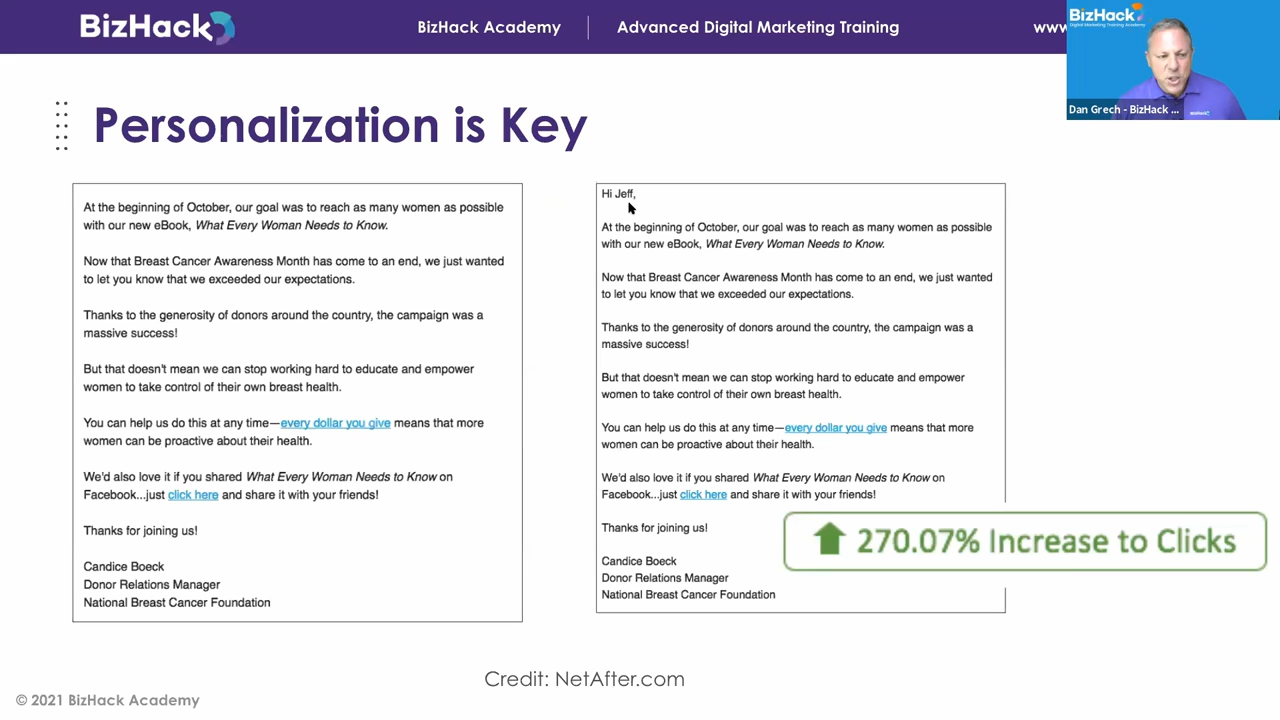 BizHack
BizHack Academy
Advanced Digital Marketing Training
www
BizHack
Digital Marketing Training Academy
Dan Grech - BizHack ...
Personalization is Key
At the beginning of October, our goal was to reach as many women as possible
with our new eBook, What Every Woman Needs to Know.
Now that Breast Cancer Awareness Month has come to an end, we just wanted
to let you know that we exceeded our expectations.
Thanks to the generosity of donors around the country, the campaign was a
massive success!
But that doesn't mean we can stop working hard to educate and empower
women to take control of their own breast health.
You can help us do this at any time—every dollar you give means that more
women can be proactive about their health.
We'd also love it if you shared What Every Woman Needs to Know on
Facebook...just click here and share it with your friends!
Thanks for joining us!
Candice Boeck
Donor Relations Manager
National Breast Cancer Foundation
Hi Jeff,
At the beginning of October, our goal was to reach as many women as possible
with our new eBook, What Every Woman Needs to Know.
Now that Breast Cancer Awareness Month has come to an end, we just wanted
to let you know that we exceeded our expectations.
Thanks to the generosity of donors around the country, the campaign was a
massive success!
But that doesn't mean we can stop working hard to educate and empower
women to take control of their own breast health.
You can help us do this at any time—every dollar you give means that more
women can be proactive about their health.
We'd also love it if you shared What Every Woman Needs to Know on
Facebook...just click here and share it with your friends!
Thanks for joining us!
Candice Boeck
Donor Relations Manager
National Breast Cancer Foundation
270.07% Increase to Clicks
Credit: NetAfter.com
© 2021 BizHack Academy